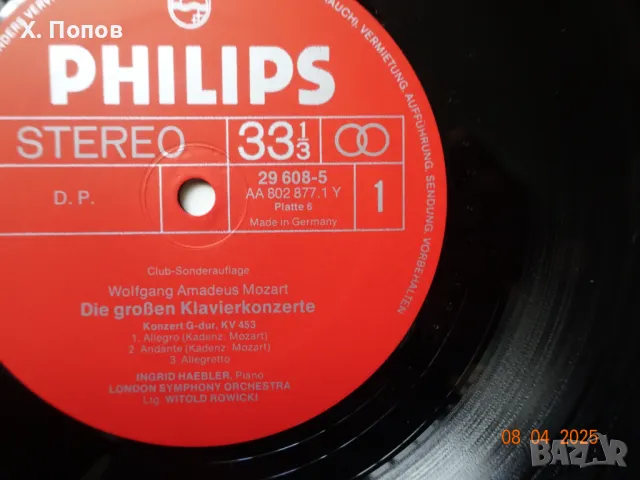 Х. Попов
PHILIPS
STEREO 33⅓
D. P.
29 608-5
AA 802 877.1 Y
Platte 6
Made in Germany
1
Club-Sonderauflage
Wolfgang Amadeus Mozart
Die großen Klavierkonzerte
Konzert G-dur, KV 453
1. Allegro (Kadenz: Mozart)
2. Andante (Kadenz: Mozart)
3. Allegretto
INGRID HAEBLER, Piano
LONDON SYMPHONY ORCHESTRA
Ltg. WITOLD ROWICKI
VERMIETUNG, AUFFÜHRUNG, SENDUNG VORBEHALTEN
08 04 2025
BAZAR